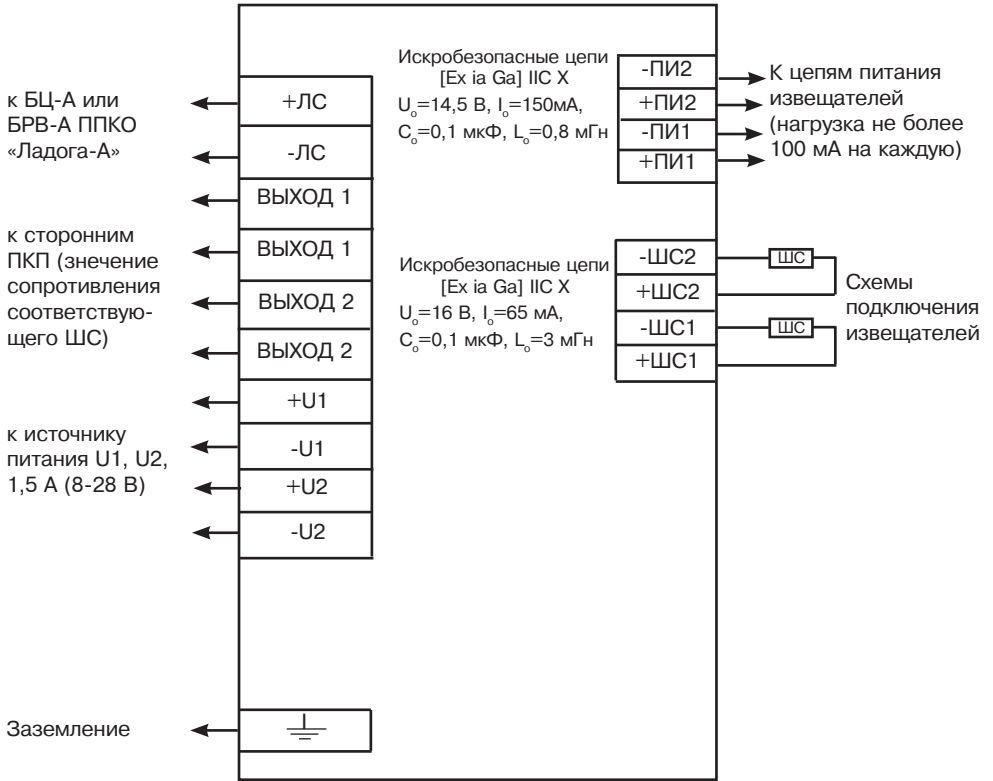 к БЦ-А или
БРВ-А ППКО
«Ладога-А»
к сторонним
ПКП (знечение
сопротивления
соответствую-
щего ШС)
к источнику
питания U1, U2,
1,5 А (8-28 В)
Заземление
+ЛС
-ЛС
ВЫХОД 1
ВЫХОД 1
ВЫХОД 2
ВЫХОД 2
+U1
-U1
+U2
-U2
Искробезопасные цепи
[Ex ia Ga] IIC X
Uo=14,5 В, Io=150мА,
Co=0,1 мкФ, Lo=0,8 мГн
-ПИ2
+ПИ2
-ПИ1
+ПИ1
К цепям питания
извещателей
(нагрузка не более
100 мА на каждую)
Искробезопасные цепи
[Ex ia Ga] IIC X
Uo=16 В, Io=65 мА,
Co=0,1 мкФ, Lo=3 мГн
-ШС2
+ШС2
-ШС1
+ШС1
ШС
ШС
Схемы
подключения
извещателей